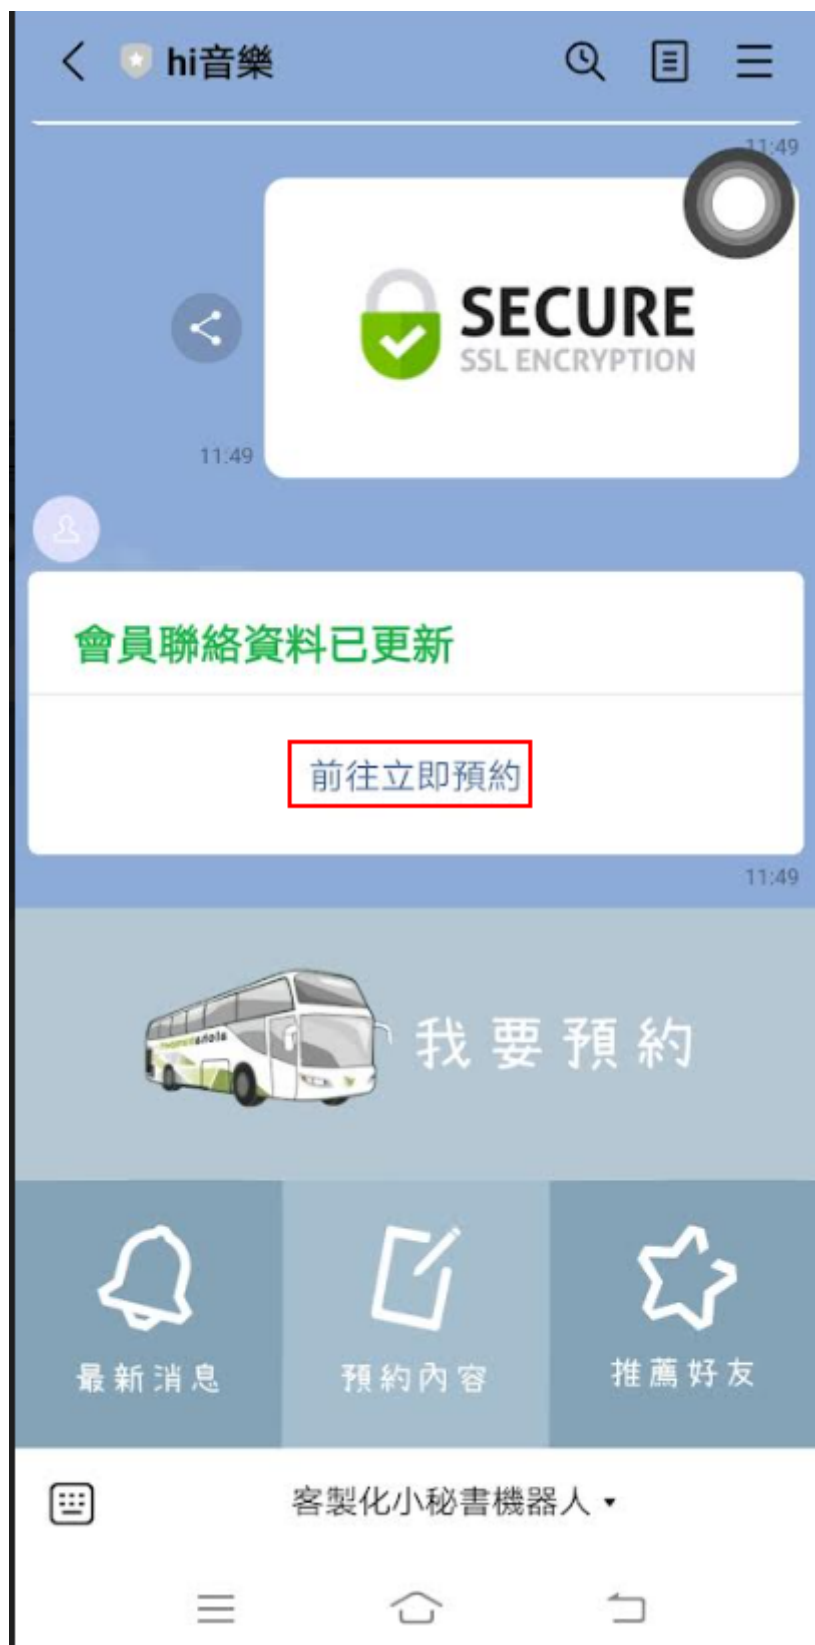 hi音樂
11:49
SECURE
SSL ENCRYPTION
11:49
會員聯絡資料已更新
前往立即預約
11:49
我要預約
最新消息
預約內容
推薦好友
客製化小秘書機器人